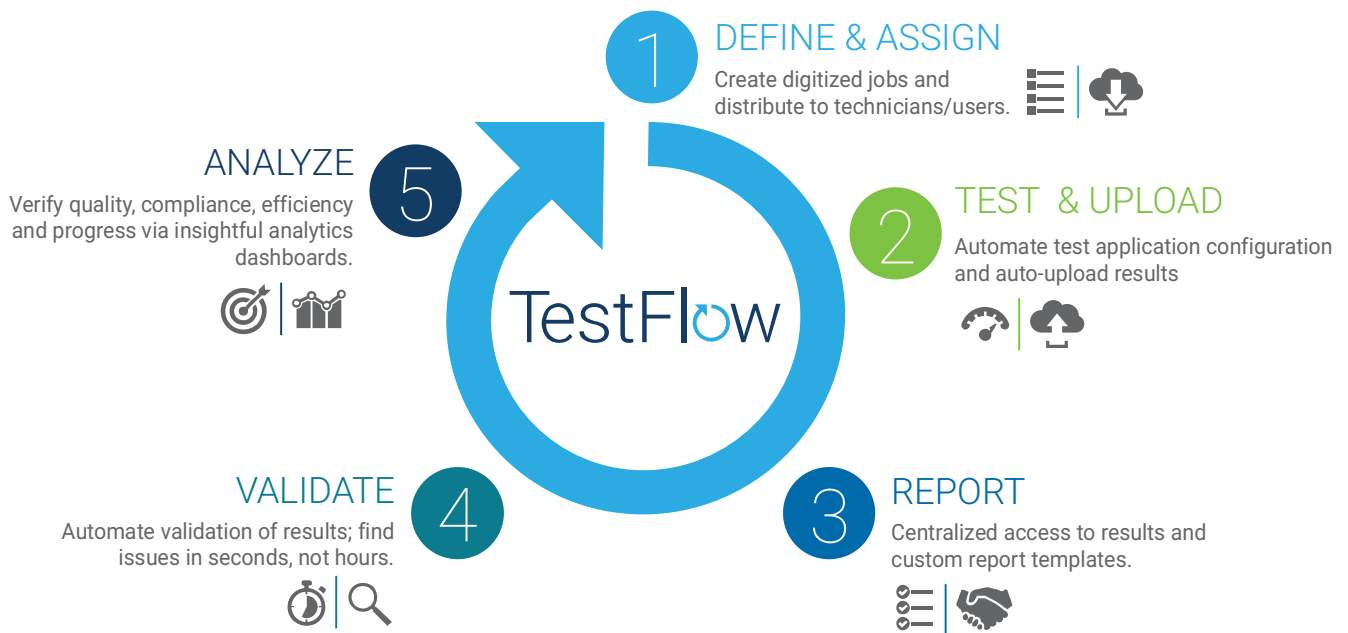 1
DEFINE & ASSIGN
Create digitized jobs and
distribute to technicians/users.
2
TEST & UPLOAD
Automate test application configuration
and auto-upload results
3
REPORT
Centralized access to results and
custom report templates.
4
VALIDATE
Automate validation of results; find
issues in seconds, not hours.
5
ANALYZE
Verify quality, compliance, efficiency
and progress via insightful analytics
dashboards.
TestFlow